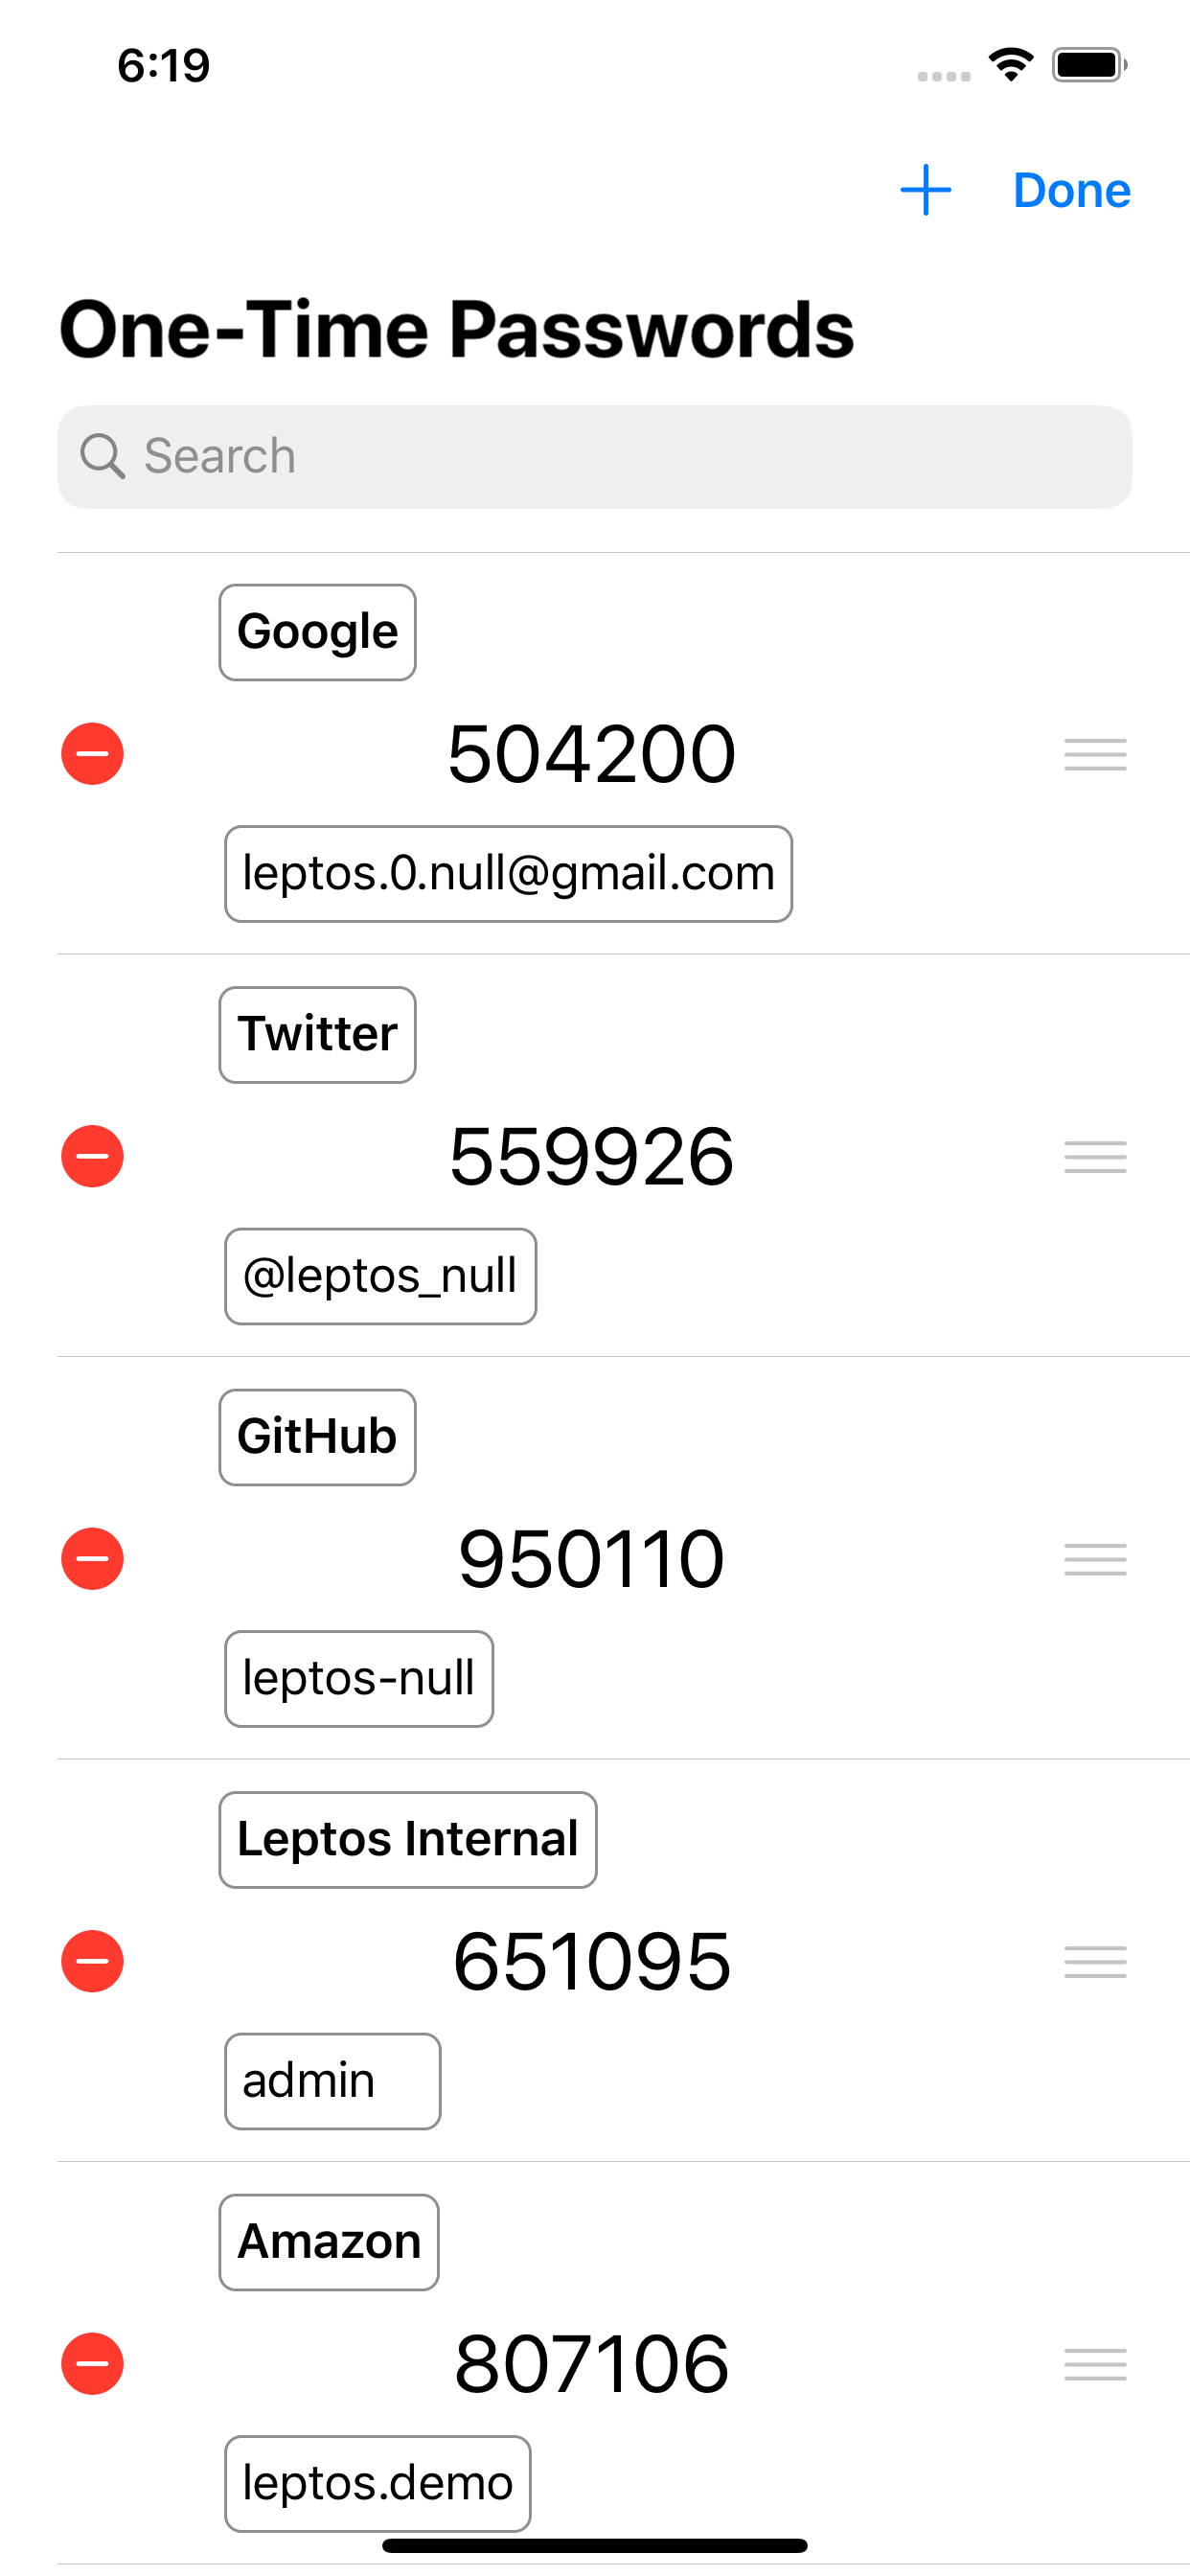 6:19
Done
One-Time Passwords
Search
Google
504200
leptos.0.null@gmail.com
Twitter
559926
@leptos_null
GitHub
950110
leptos-null
Leptos Internal
651095
admin
Amazon
807106
leptos.demo